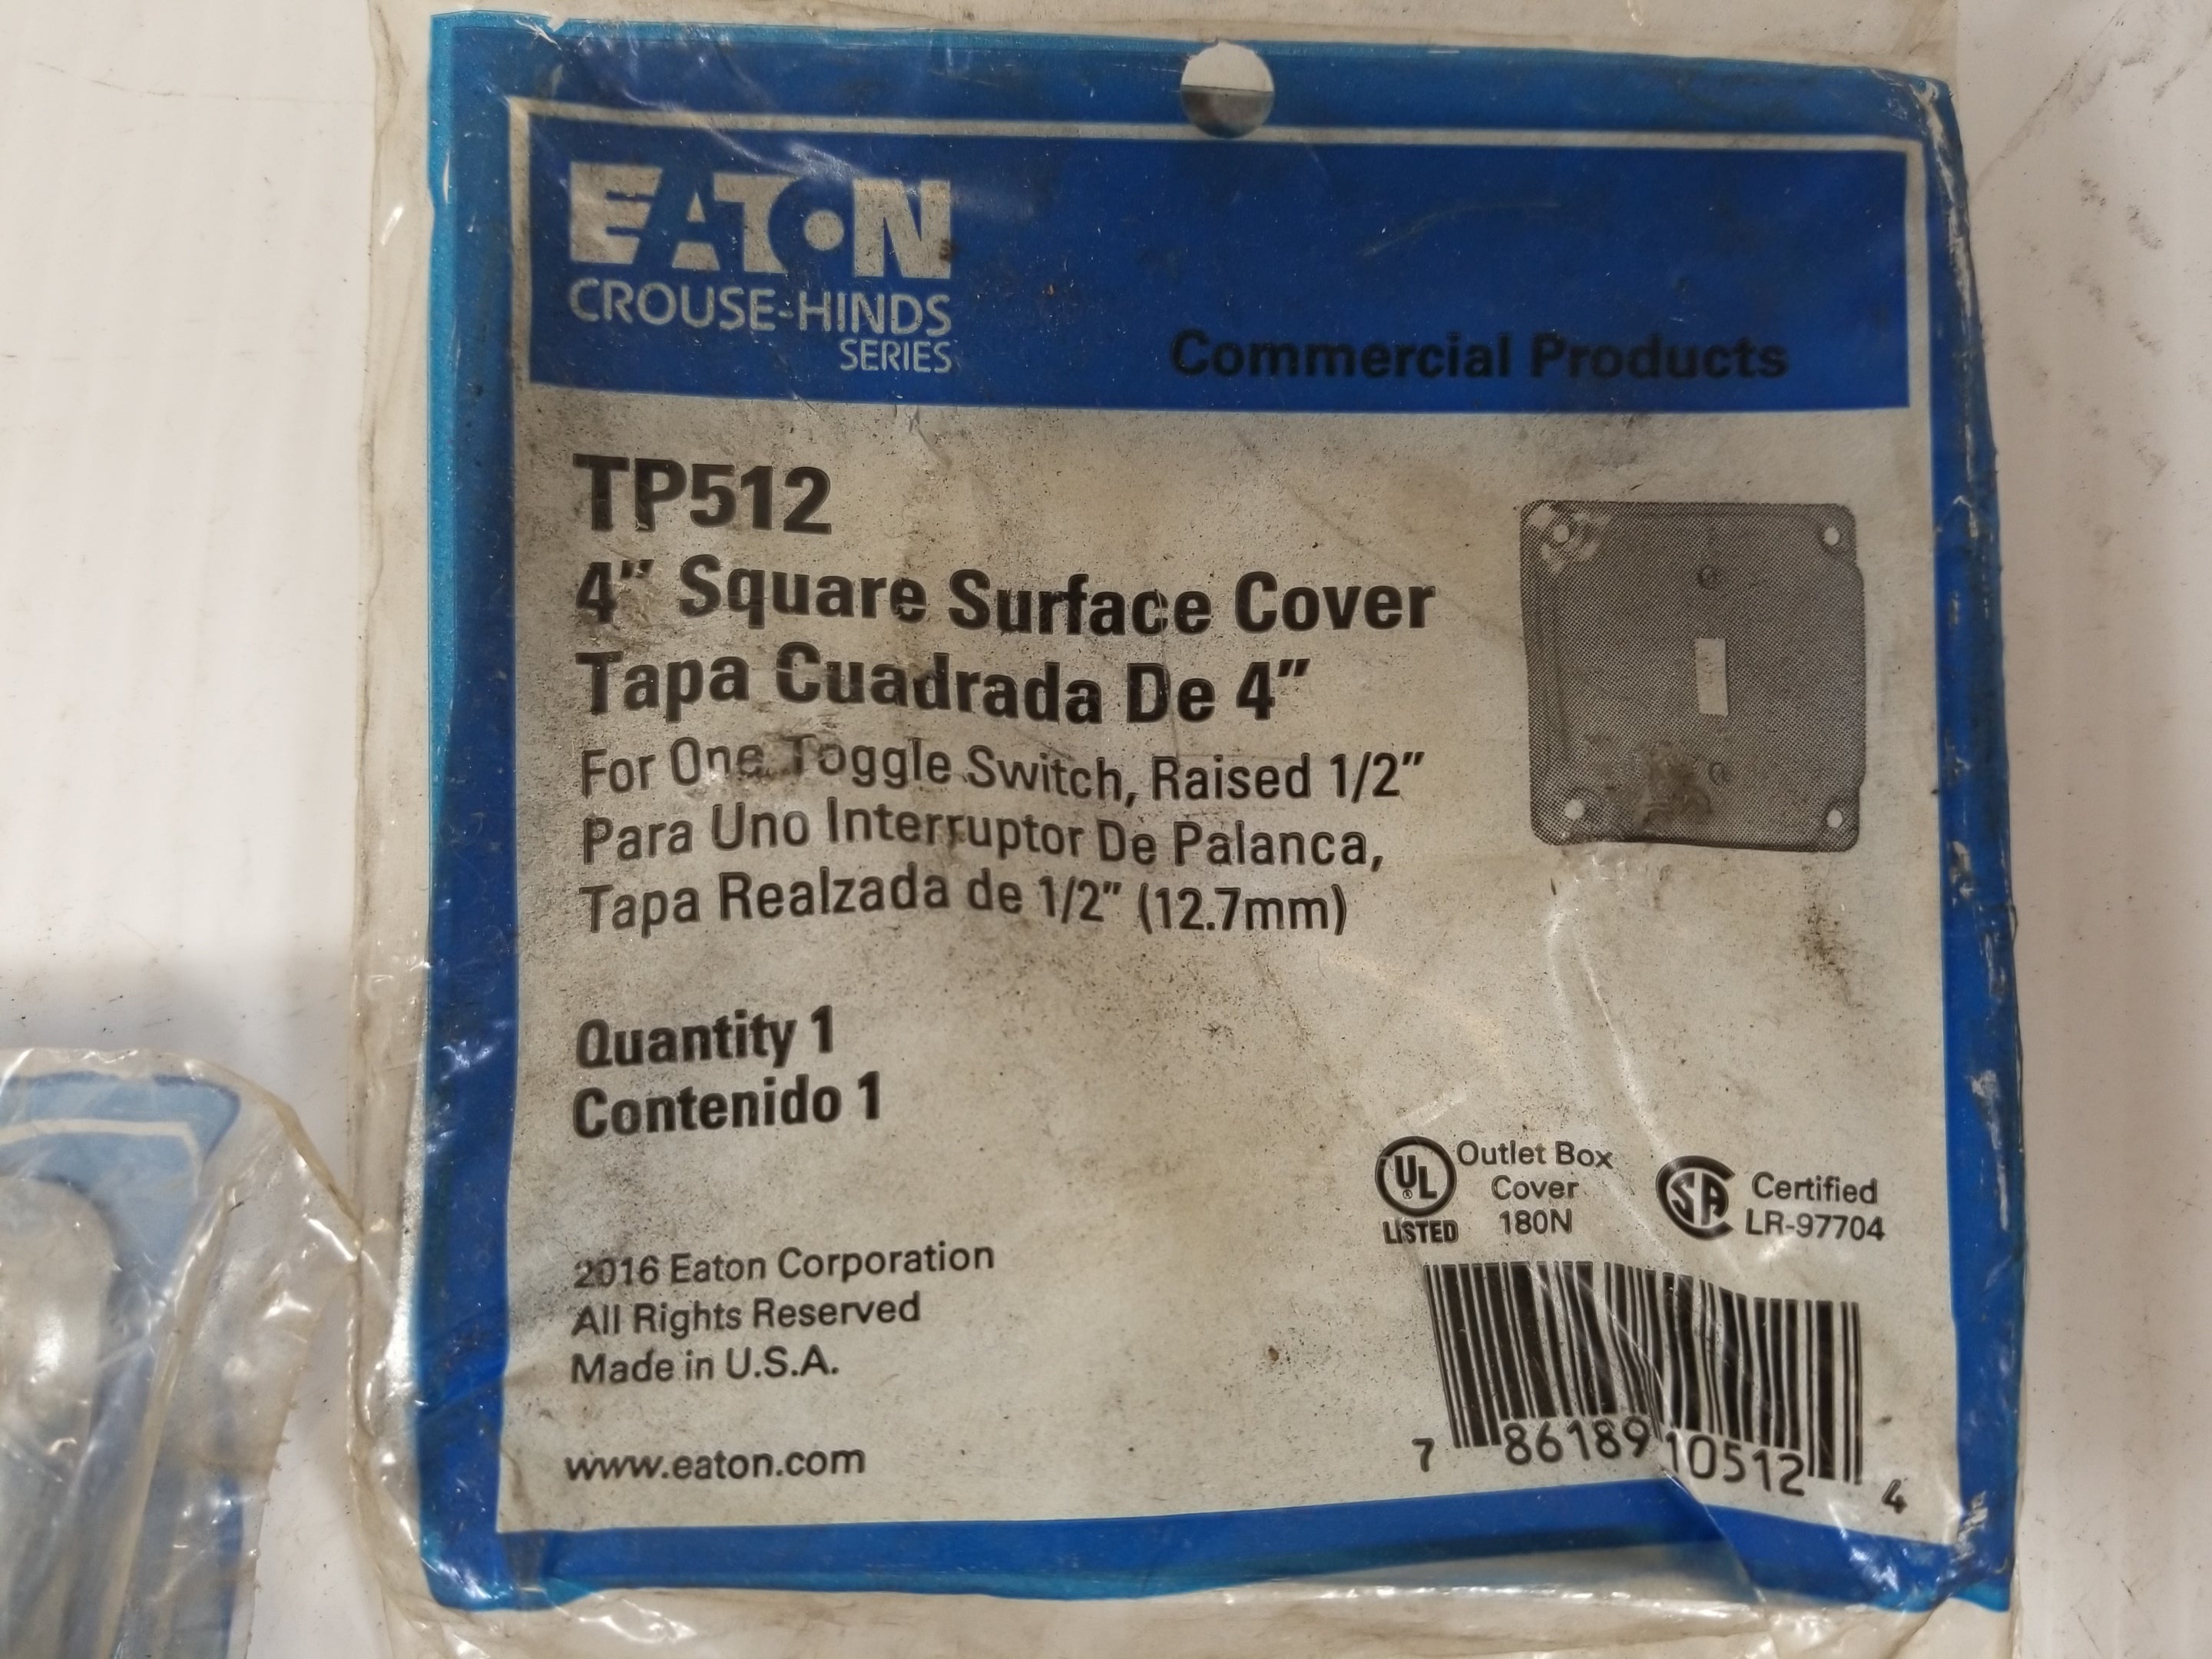 EATON
CROUSE-HINDS
SERIES
Commercial Products
TP512
4" Square Surface Cover
Tapa Cuadrada De 4"
For One Toggle Switch, Raised 1/2"
Para Uno Interruptor De Palanca,
Tapa Realzada de 1/2" (12.7mm)
Quantity 1
Contenido 1
UL
®
LISTED
Outlet Box
Cover
180N
SA
Certified
LR-97704
2016 Eaton Corporation
All Rights Reserved
Made in U.S.A.
www.eaton.com
7 86189 10512 4